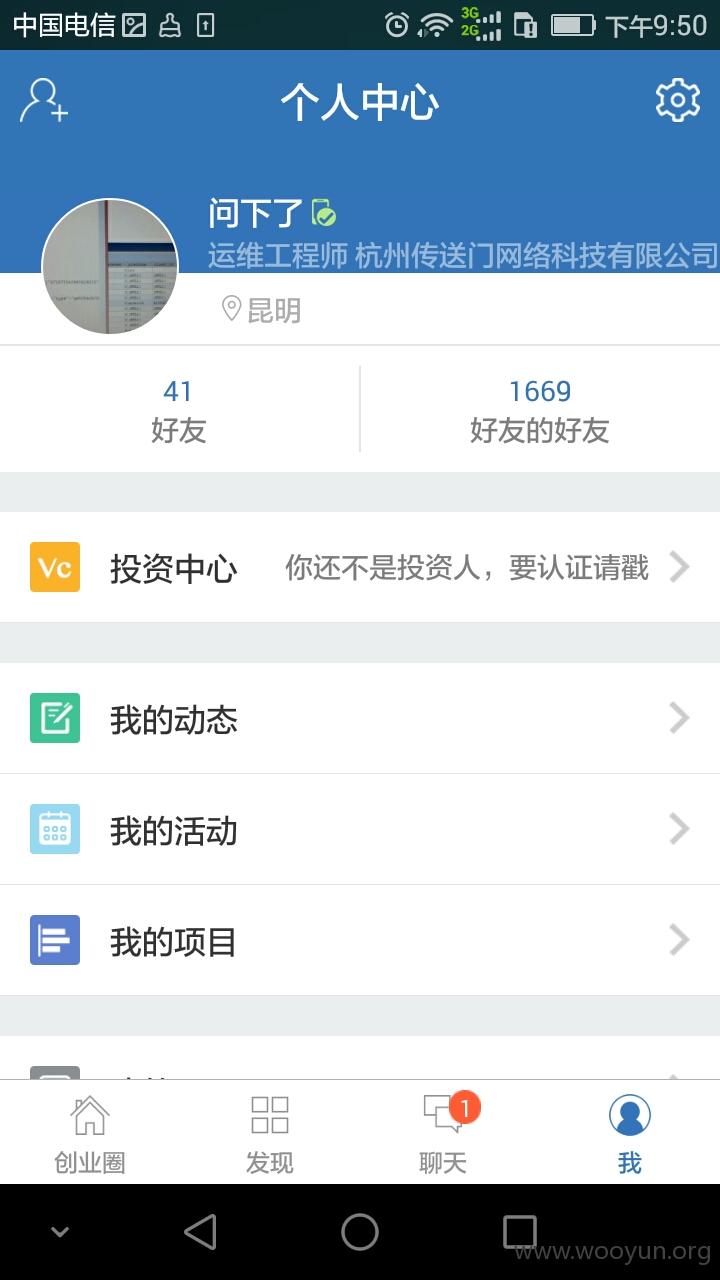 中国电信 3G 2G 下午9:50
个人中心
问下了
运维工程师 杭州传送门网络科技有限公司
昆明
41 1669
好友 好友的好友
Vc 投资中心 你还不是投资人，要认证请戳
我的动态
我的活动
我的项目
1
创业圈 发现 聊天 我
www.wooyun.org